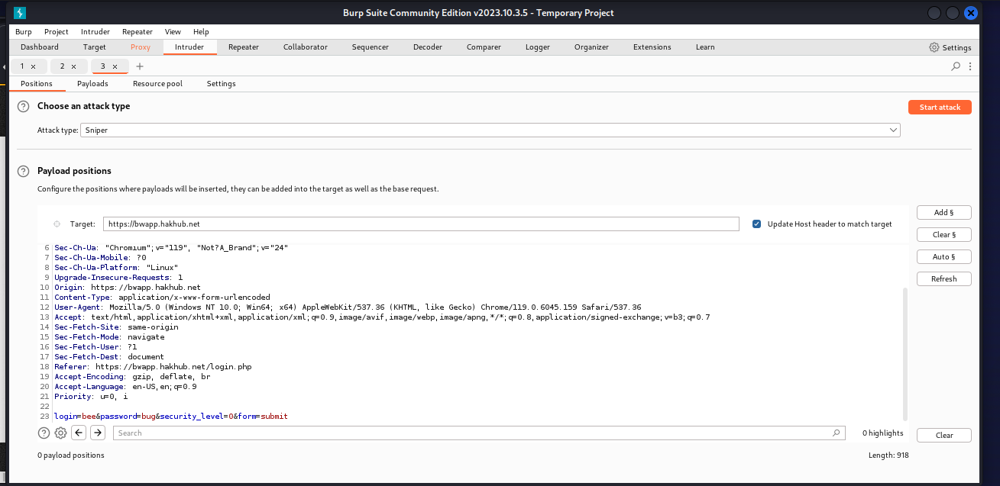 Burp Suite Community Edition v2023.10.3.5 - Temporary Project
Burp Project Intruder Repeater View Help
Dashboard Target Proxy Intruder Repeater Collaborator Sequencer Decoder Comparer Logger Organizer Extensions Learn Settings
1 × 2 × 3 × +
Positions Payloads Resource pool Settings
? Choose an attack type Start attack
Attack type: Sniper
? Payload positions
Configure the positions where payloads will be inserted, they can be added into the target as well as the base request.
Add §
Target: https://bwapp.hakhub.net Update Host header to match target
Clear §
Auto §
Refresh
6 Sec-Ch-Ua: "Chromium";v="119", "Not?A_Brand";v="24"
7 Sec-Ch-Ua-Mobile: ?0
8 Sec-Ch-Ua-Platform: "Linux"
9 Upgrade-Insecure-Requests: 1
10 Origin: https://bwapp.hakhub.net
11 Content-Type: application/x-www-form-urlencoded
12 User-Agent: Mozilla/5.0 (Windows NT 10.0; Win64; x64) AppleWebKit/537.36 (KHTML, like Gecko) Chrome/119.0.6045.159 Safari/537.36
13 Accept: text/html,application/xhtml+xml,application/xml;q=0.9,image/avif,image/webp,image/apng,*/*;q=0.8,application/signed-exchange;v=b3;q=0.7
14 Sec-Fetch-Site: same-origin
15 Sec-Fetch-Mode: navigate
16 Sec-Fetch-User: ?1
17 Sec-Fetch-Dest: document
18 Referer: https://bwapp.hakhub.net/login.php
19 Accept-Encoding: gzip, deflate, br
20 Accept-Language: en-US,en;q=0.9
21 Priority: u=0, i
22
23 login=bee&password=bug&security_level=0&form=submit
? Search 0 highlights Clear
0 payload positions Length: 918